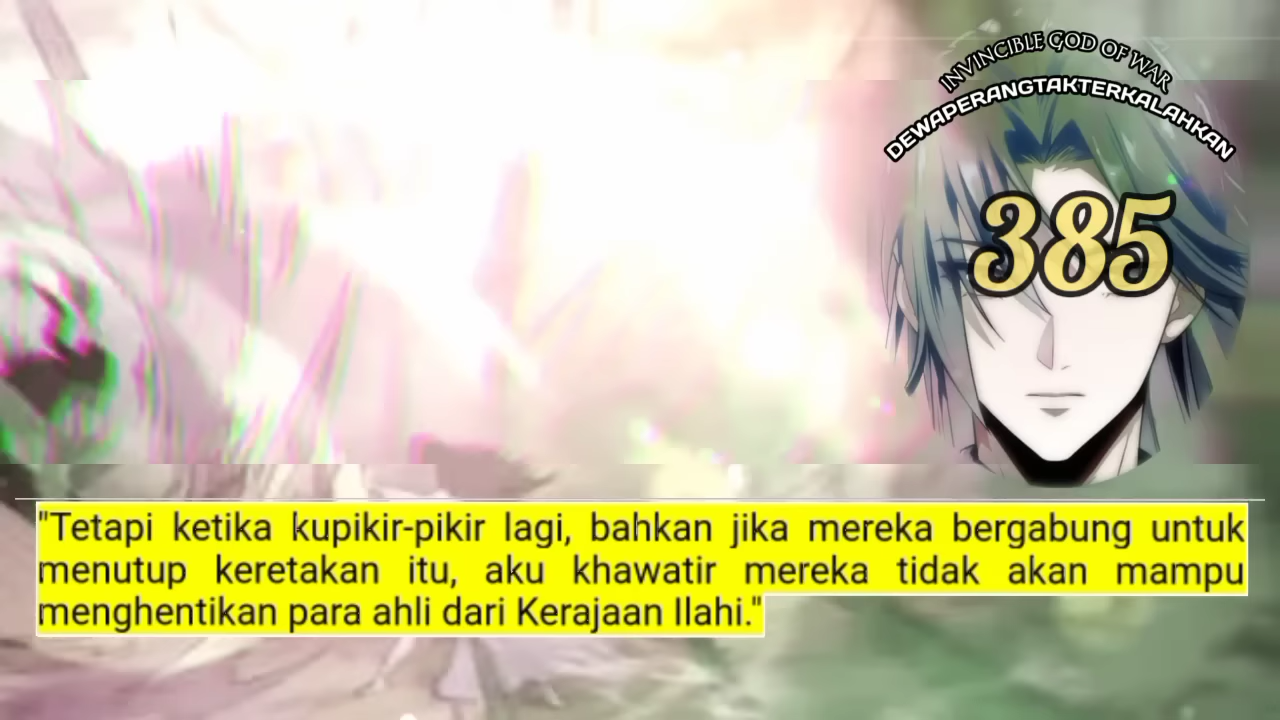 INVINCIBLE GOD OF WAR
DEWAPERANGTAKTERKALAHKAN
385
"Tetapi ketika kupikir-pikir lagi, bahkan jika mereka bergabung untuk
menutup keretakan itu, aku khawatir mereka tidak akan mampu
menghentikan para ahli dari Kerajaan Ilahi."